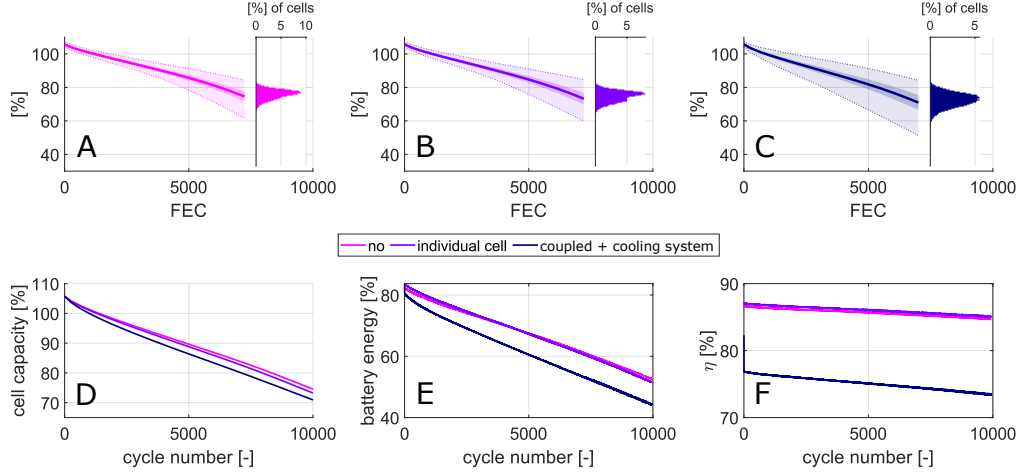 [%] of cells
0 5 10
100
80
60
40
[%]
A
0 5000 10000
FEC
[%] of cells
0 5
100
80
60
40
[%]
B
0 5000 10000
FEC
[%] of cells
0 5
100
80
60
40
[%]
C
0 5000 10000
FEC
no individual cell coupled + cooling system
110
100
90
80
70
cell capacity [%]
D
0 5000 10000
cycle number [-]
80
60
40
battery energy [%]
E
0 5000 10000
cycle number [-]
90
80
70
η [%]
F
0 5000 10000
cycle number [-]